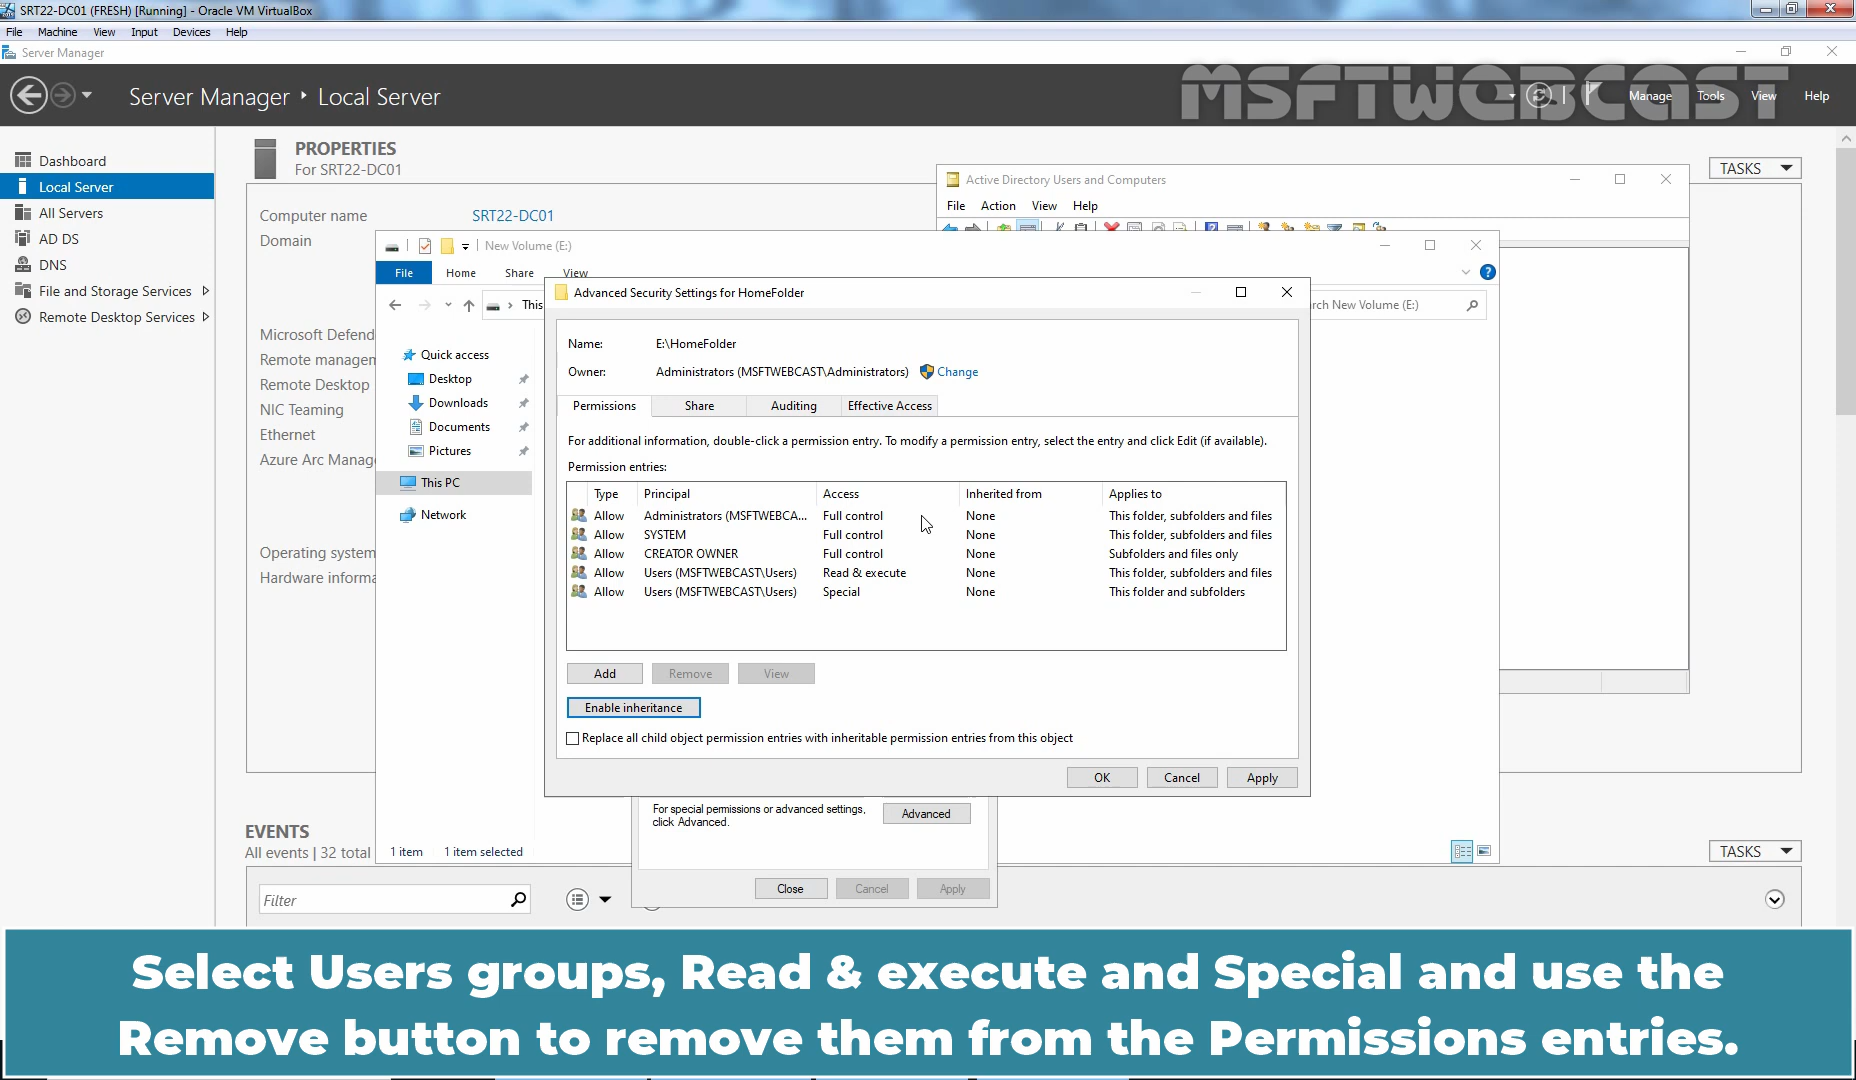 SRT22-DC01 (FRESH) [Running] - Oracle VM VirtualBox
File Machine View Input Devices Help
Server Manager
Server Manager Local Server
MSFTWEBCAST
Manage Tools View Help
Dashboard
Local Server
All Servers
AD DS
DNS
File and Storage Services
Remote Desktop Services
PROPERTIES
For SRT22-DC01
TASKS
Computer name SRT22-DC01
Domain
Microsoft Defend
Remote managem
Remote Desktop
NIC Teaming
Ethernet
Azure Arc Manag
Operating system
Hardware informa
Active Directory Users and Computers
File Action View Help
New Volume (E:)
File Home Share View
This
rch New Volume (E:)
Quick access
Desktop
Downloads
Documents
Pictures
This PC
Network
1 item 1 item selected
Advanced Security Settings for HomeFolder
Name: E:\HomeFolder
Owner: Administrators (MSFTWEBCAST\Administrators) Change
Permissions Share Auditing Effective Access
For additional information, double-click a permission entry. To modify a permission entry, select the entry and click Edit (if available).
Permission entries:
Type Principal Access Inherited from Applies to
Allow Administrators (MSFTWEBCA... Full control None This folder, subfolders and files
Allow SYSTEM Full control None This folder, subfolders and files
Allow CREATOR OWNER Full control None Subfolders and files only
Allow Users (MSFTWEBCAST\Users) Read & execute None This folder, subfolders and files
Allow Users (MSFTWEBCAST\Users) Special None This folder and subfolders
Add Remove View
Enable inheritance
Replace all child object permission entries with inheritable permission entries from this object
OK Cancel Apply
For special permissions or advanced settings,
click Advanced.
Advanced
Close Cancel Apply
EVENTS
All events | 32 total
TASKS
Filter
Select Users groups, Read & execute and Special and use the
Remove button to remove them from the Permissions entries.